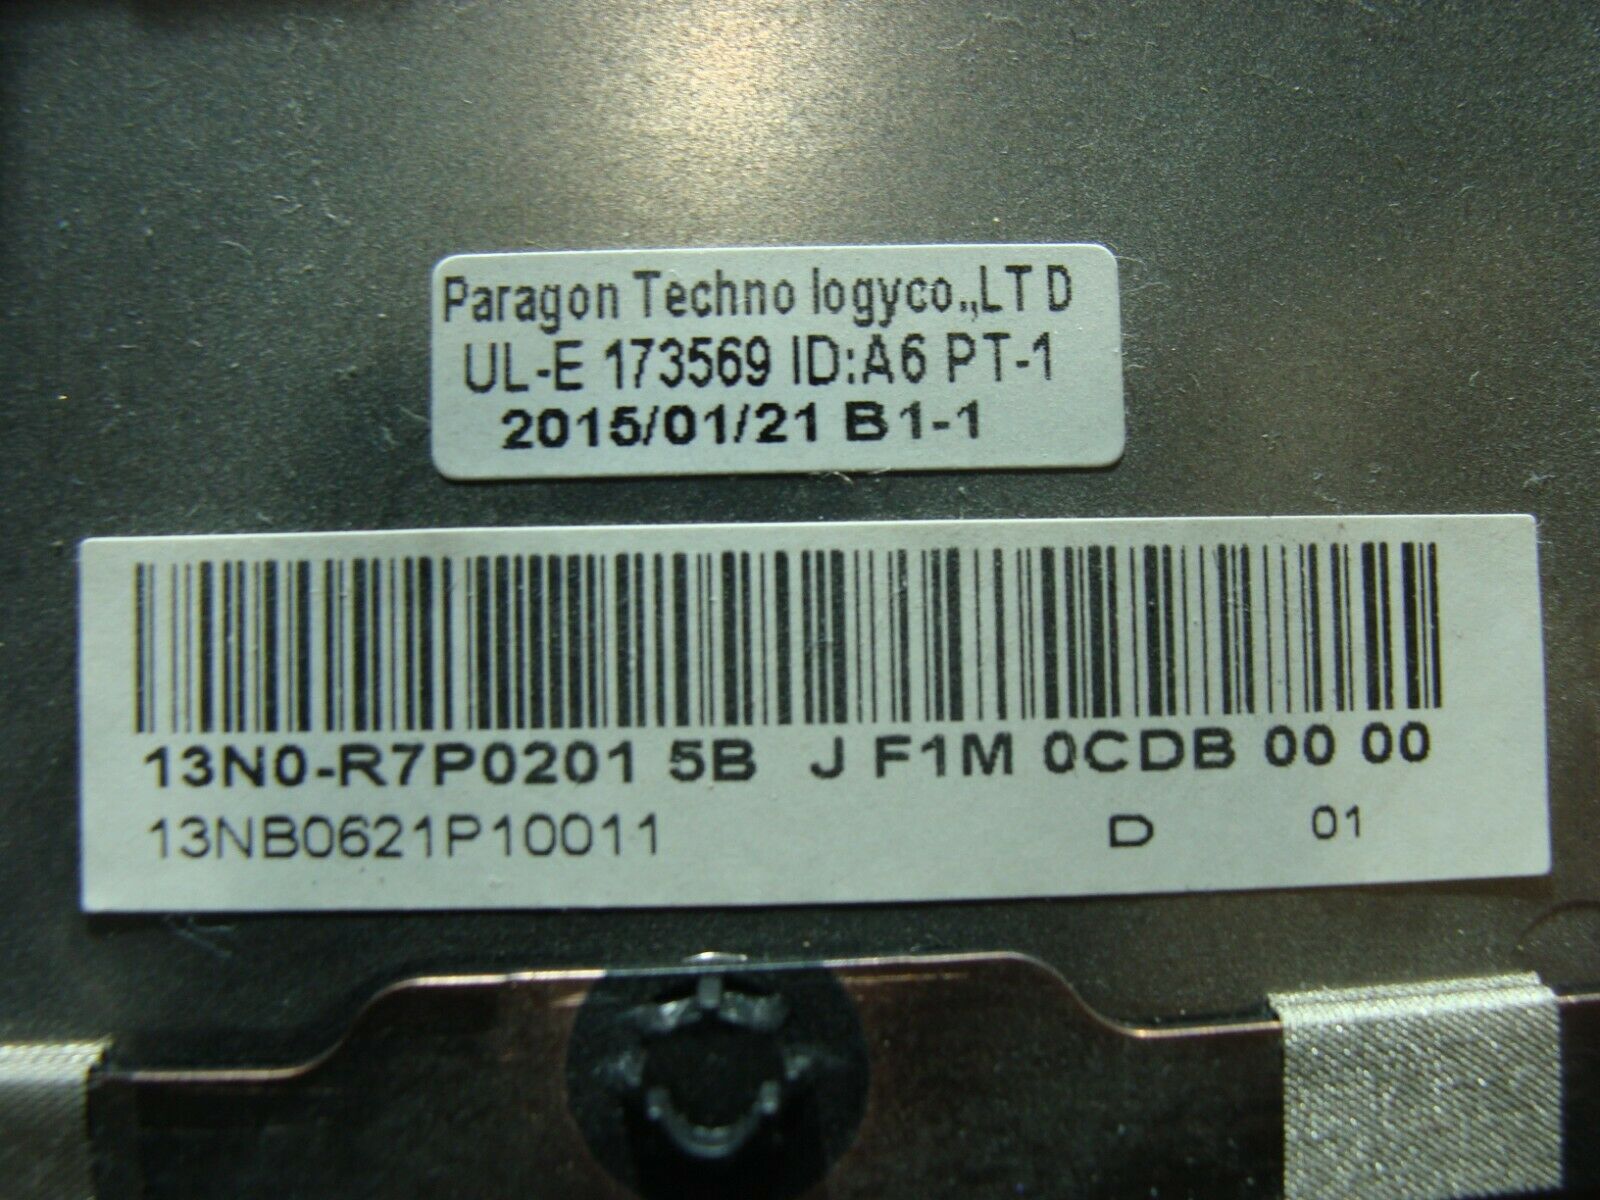 Paragon Techno logyco.,LT D
UL-E 173569 ID:A6 PT-1
2015/01/21 B1-1
13N0-R7P0201 5B J F1M 0CDB 00 00
13NB0621P10011 D 01